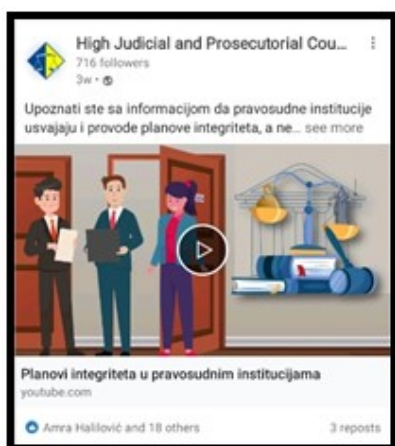 High Judicial and Prosecutorial Cou...
716 followers
3w •
Upoznati ste sa informacijom da pravosudne institucije
usvajaju i provode planove integriteta, a ne... see more
Planovi integriteta u pravosudnim institucijama
youtube.com
Amra Halilović and 18 others 3 reposts